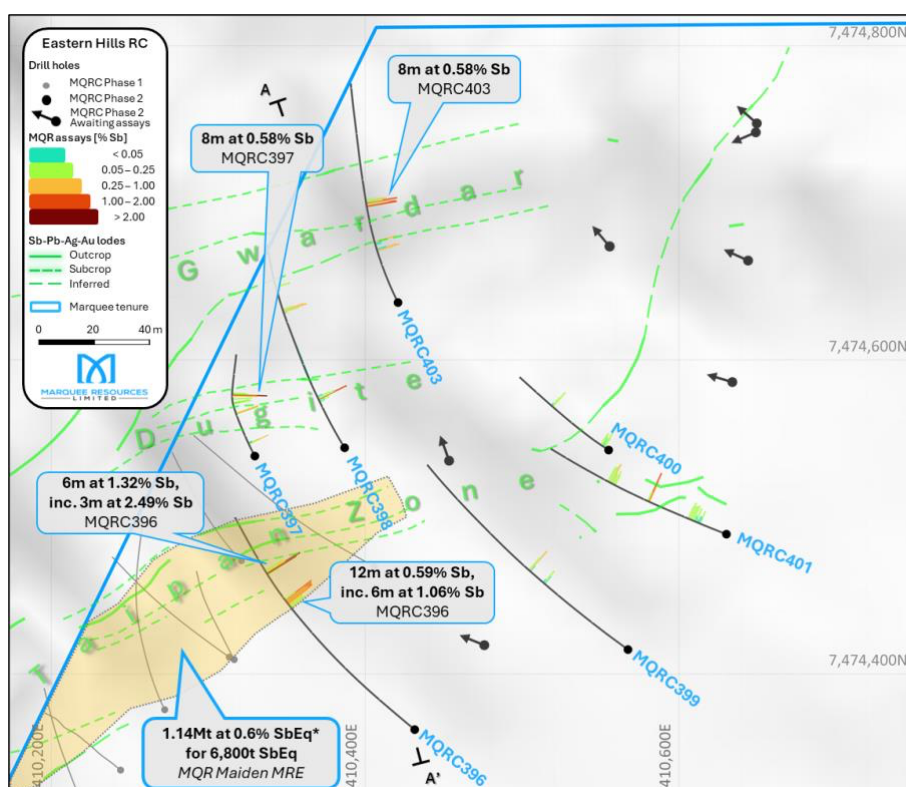 Eastern Hills RC
Drill holes
MQRC Phase 1
MQRC Phase 2
MQRC Phase 2
Awaiting assays
MQR assays [% Sb]
< 0.05
0.05 – 0.25
0.25 – 1.00
1.00 – 2.00
> 2.00
Sb-Pb-Ag-Au lodes
Outcrop
Subcrop
Inferred
Marquee tenure
0 20 40 m
MARQUEE RESOURCES
LIMITED
7,474,800N
8m at 0.58% Sb
MQRC403
A
8m at 0.58% Sb
MQRC397
Gwardar
MQRC403
7,474,600N
Dugite
MQRC400
6m at 1.32% Sb,
inc. 3m at 2.49% Sb
MQRC396
MQRC397
MQRC398
Taipan Zone
MQRC401
12m at 0.59% Sb,
inc. 6m at 1.06% Sb
MQRC396
MQRC399
7,474,400N
1.14Mt at 0.6% SbEq*
for 6,800t SbEq
MQR Maiden MRE
MQRC396
A'
410,200E
410,400E
410,600E